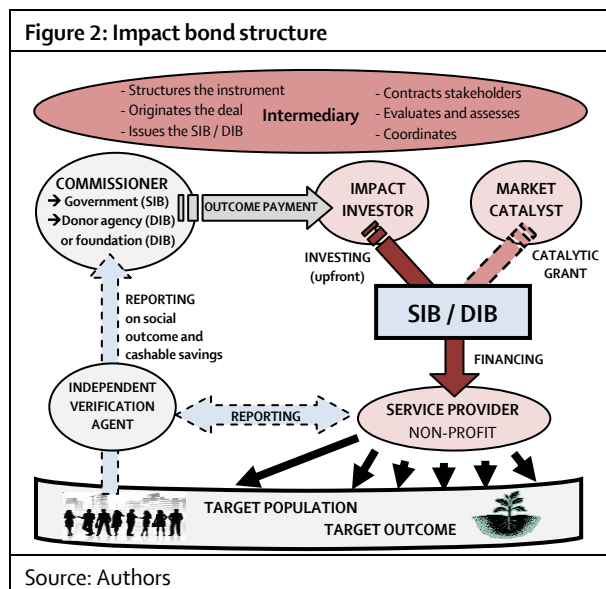 Figure 2: Impact bond structure
- Structures the instrument
- Originates the deal
- Issues the SIB / DIB
Intermediary
- Contracts stakeholders
- Evaluates and assesses
- Coordinates
COMMISSIONER
→ Government (SIB)
→ Donor agency (DIB)
or foundation (DIB)
OUTCOME PAYMENT
IMPACT
INVESTOR
MARKET
CATALYST
INVESTING
(upfront)
CATALYTIC
GRANT
SIB / DIB
REPORTING
on social
outcome and
cashable savings
FINANCING
INDEPENDENT
VERIFICATION
AGENT
REPORTING
SERVICE PROVIDER
NON-PROFIT
TARGET POPULATION
TARGET OUTCOME
Source: Authors